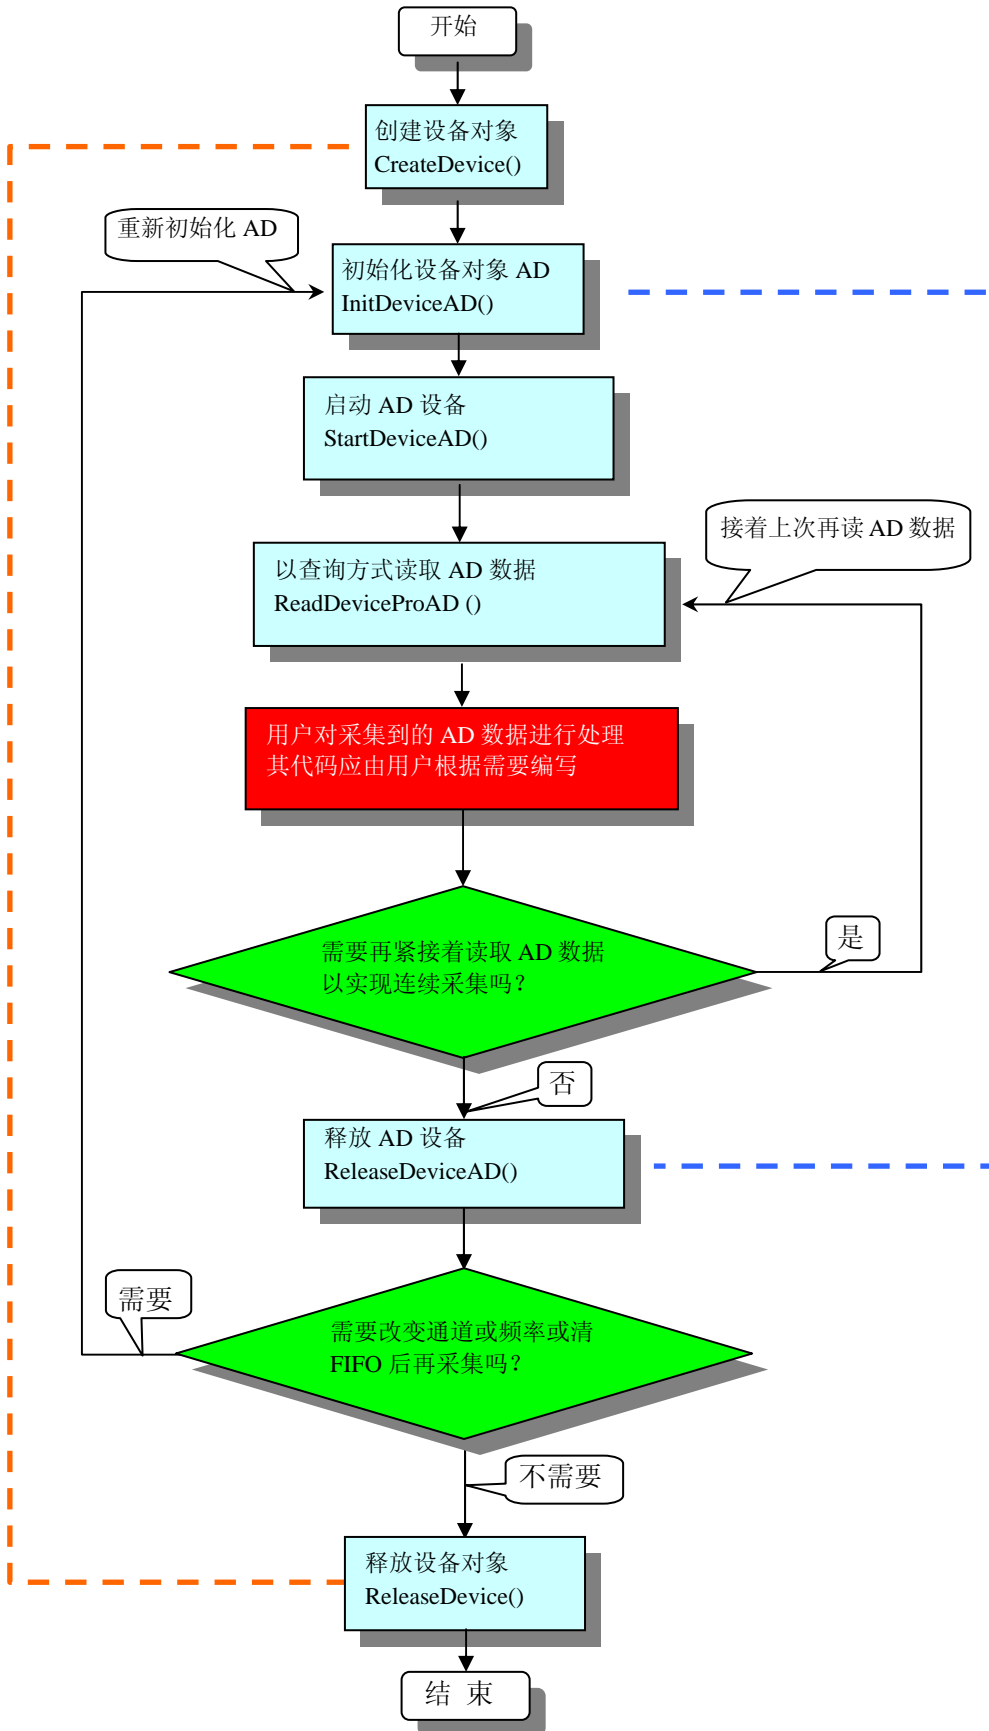 开始
创建设备对象
CreateDevice()
重新初始化 AD
初始化设备对象 AD
InitDeviceAD()
启动 AD 设备
StartDeviceAD()
接着上次再读 AD 数据
以查询方式读取 AD 数据
ReadDeviceProAD ()
用户对采集到的 AD 数据进行处理
其代码应由用户根据需要编写
需要再紧接着读取 AD 数据
以实现连续采集吗？
是
否
释放 AD 设备
ReleaseDeviceAD()
需要
需要改变通道或频率或清
FIFO 后再采集吗？
不需要
释放设备对象
ReleaseDevice()
结 束